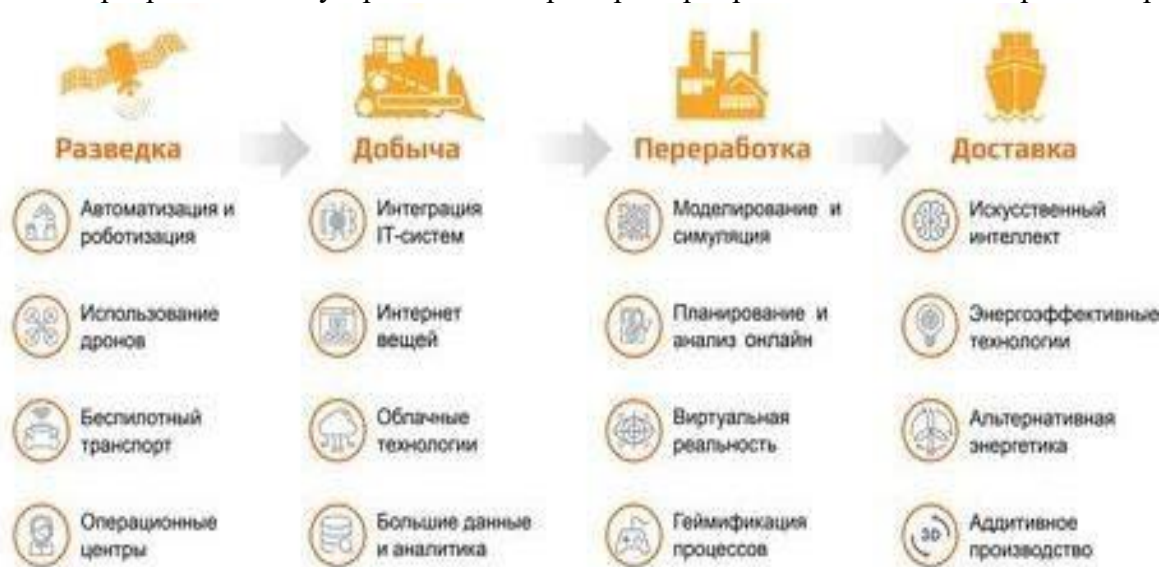 Разведка
Добыча
Переработка
Доставка
Автоматизация и
роботизация
Интеграция
IT-систем
Моделирование и
симуляция
Искусственный
интеллект
Использование
дронов
Интернет
вещей
Планирование и
анализ онлайн
Энергоэффективные
технологии
Беспилотный
транспорт
Облачные
технологии
Виртуальная
реальность
Альтернативная
энергетика
Операционные
центры
Большие данные
и аналитика
Геймификация
процессов
3D
Аддитивное
производство